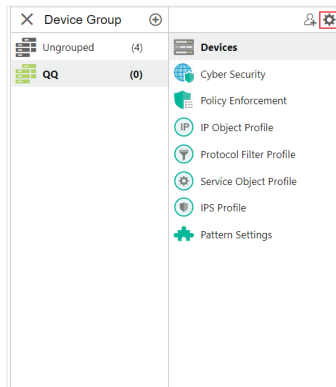 Device Group
Ungrouped (4)
QQ (0)
Devices
Cyber Security
Policy Enforcement
IP IP Object Profile
Protocol Filter Profile
Service Object Profile
IPS Profile
Pattern Settings